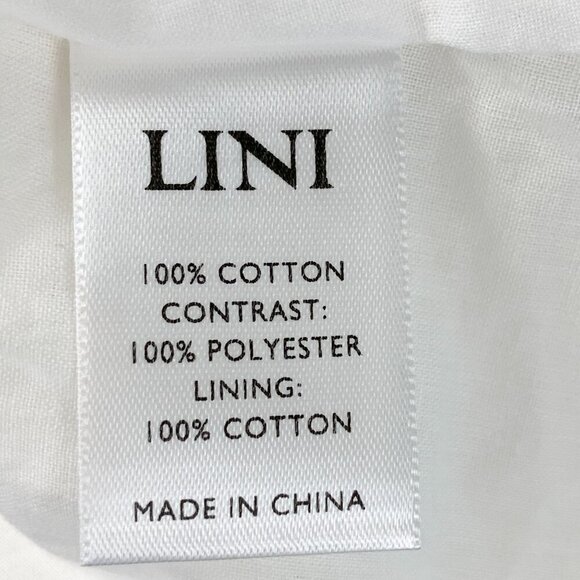 LINI
100% COTTON
CONTRAST:
100% POLYESTER
LINING:
100% COTTON
MADE IN CHINA